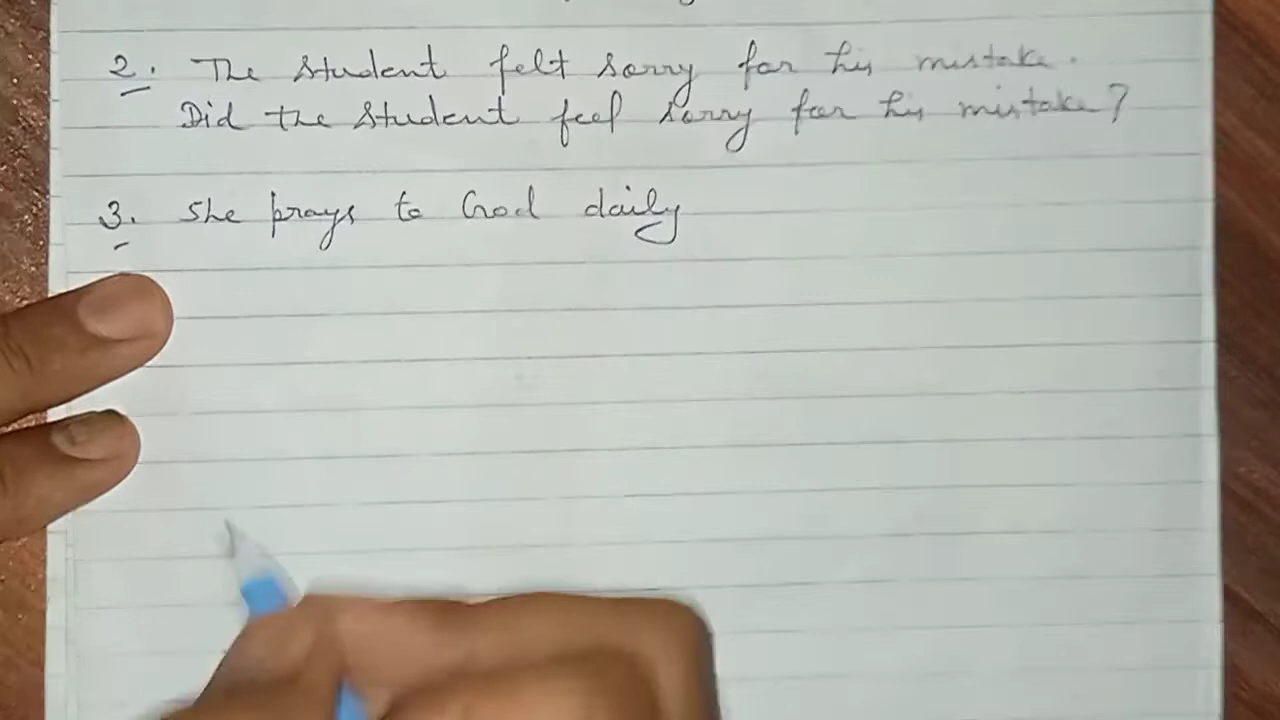 2. The student felt sorry for his mistake.
Did the student feel sorry for his mistake?
3. She prays to God daily